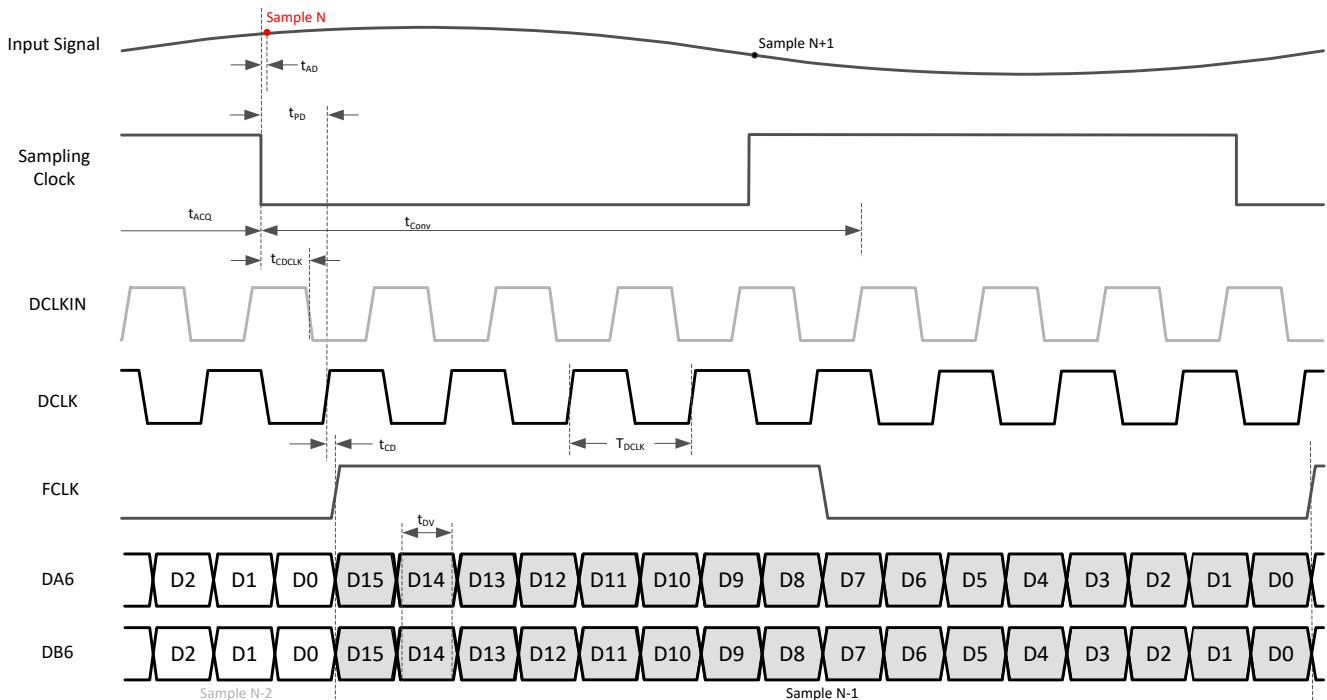 Sample N
Input Signal
Sample N+1
tAD
tPD
Sampling
Clock
tACQ
tConv
tCDCLK
DCLKIN
DCLK
tCD
TDCLK
FCLK
tDV
DA6
D2 D1 D0 D15 D14 D13 D12 D11 D10 D9 D8 D7 D6 D5 D4 D3 D2 D1 D0
DB6
D2 D1 D0 D15 D14 D13 D12 D11 D10 D9 D8 D7 D6 D5 D4 D3 D2 D1 D0
Sample N-2
Sample N-1